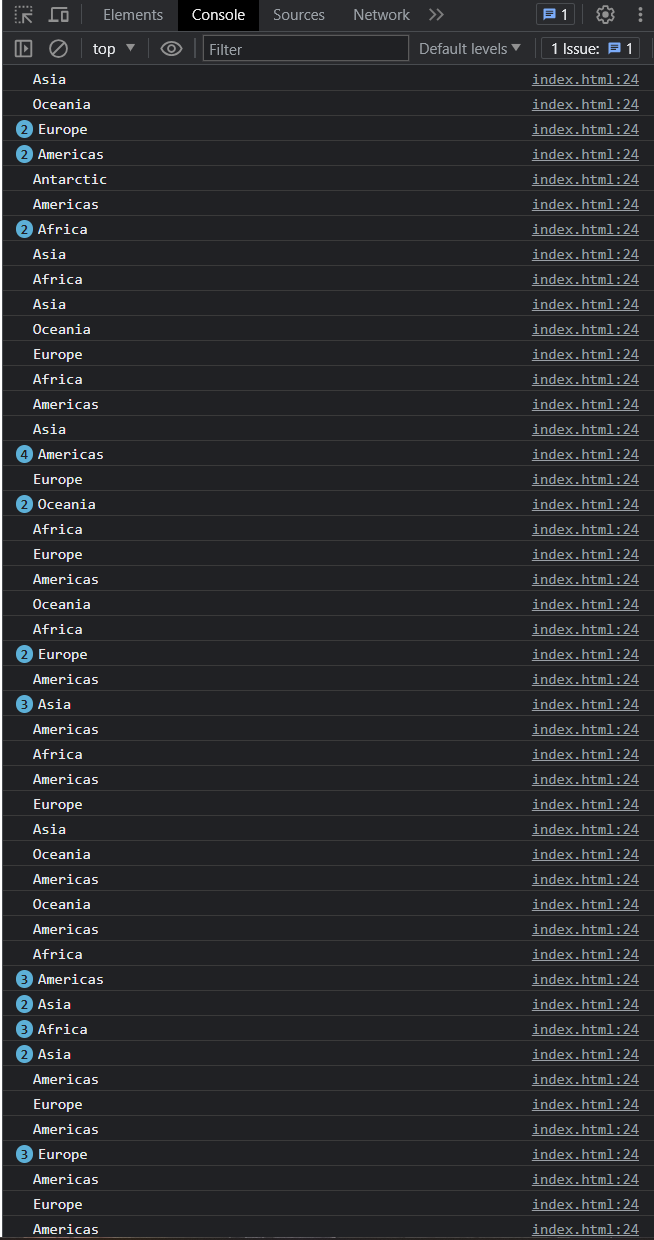 Elements Console Sources Network 1
top Filter Default levels 1 Issue: 1
Asia index.html:24
Oceania index.html:24
2 Europe index.html:24
2 Americas index.html:24
Antarctic index.html:24
Americas index.html:24
2 Africa index.html:24
Asia index.html:24
Africa index.html:24
Asia index.html:24
Oceania index.html:24
Europe index.html:24
Africa index.html:24
Americas index.html:24
Asia index.html:24
4 Americas index.html:24
Europe index.html:24
2 Oceania index.html:24
Africa index.html:24
Europe index.html:24
Americas index.html:24
Oceania index.html:24
Africa index.html:24
2 Europe index.html:24
Americas index.html:24
3 Asia index.html:24
Americas index.html:24
Africa index.html:24
Americas index.html:24
Europe index.html:24
Asia index.html:24
Oceania index.html:24
Americas index.html:24
Oceania index.html:24
Americas index.html:24
Africa index.html:24
3 Americas index.html:24
2 Asia index.html:24
3 Africa index.html:24
2 Asia index.html:24
Americas index.html:24
Europe index.html:24
Americas index.html:24
3 Europe index.html:24
Americas index.html:24
Europe index.html:24
Americas index.html:24